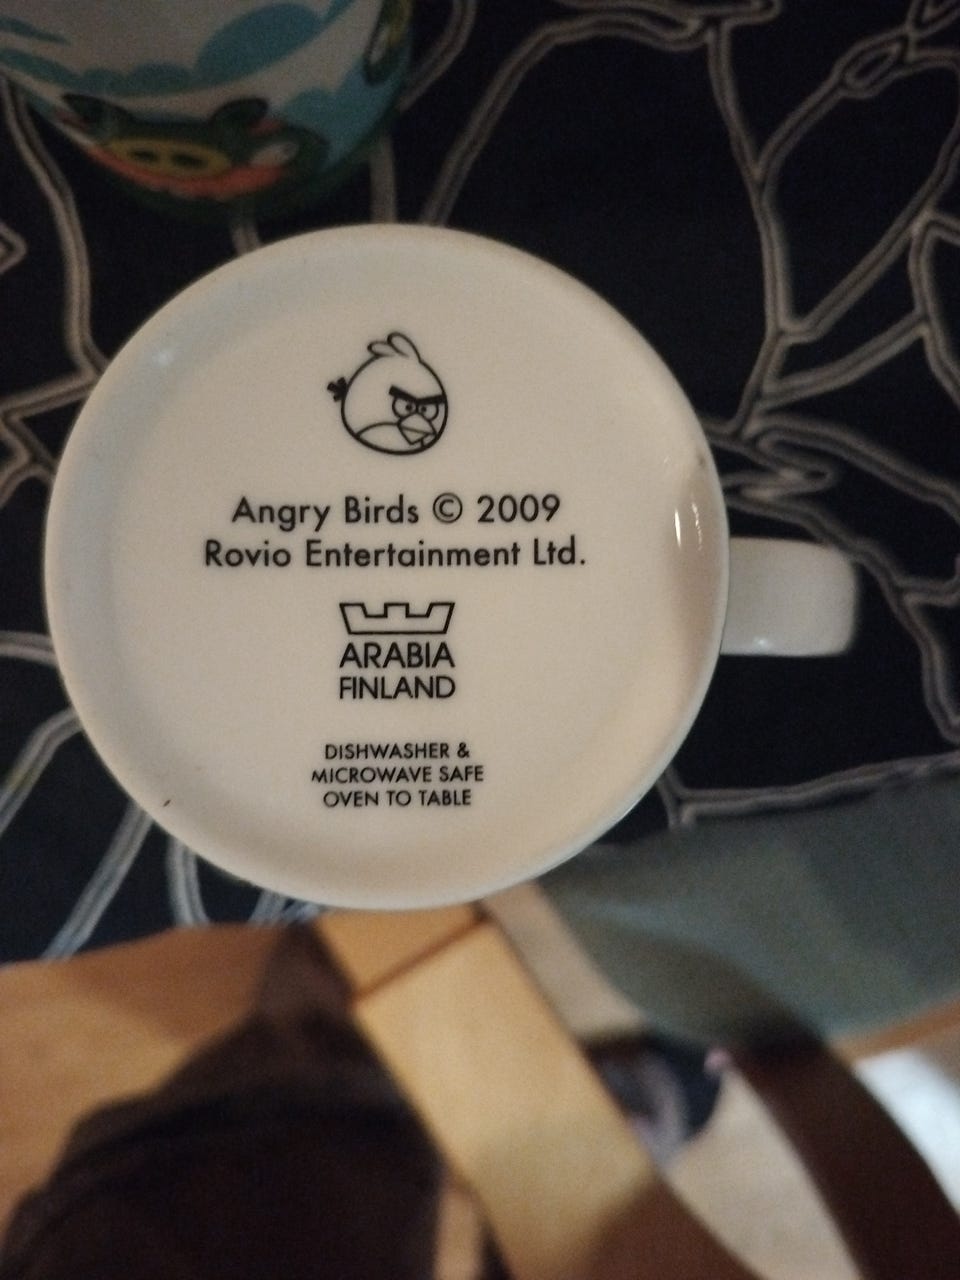 Angry Birds © 2009
Rovio Entertainment Ltd.
ARABIA
FINLAND
DISHWASHER &
MICROWAVE SAFE
OVEN TO TABLE